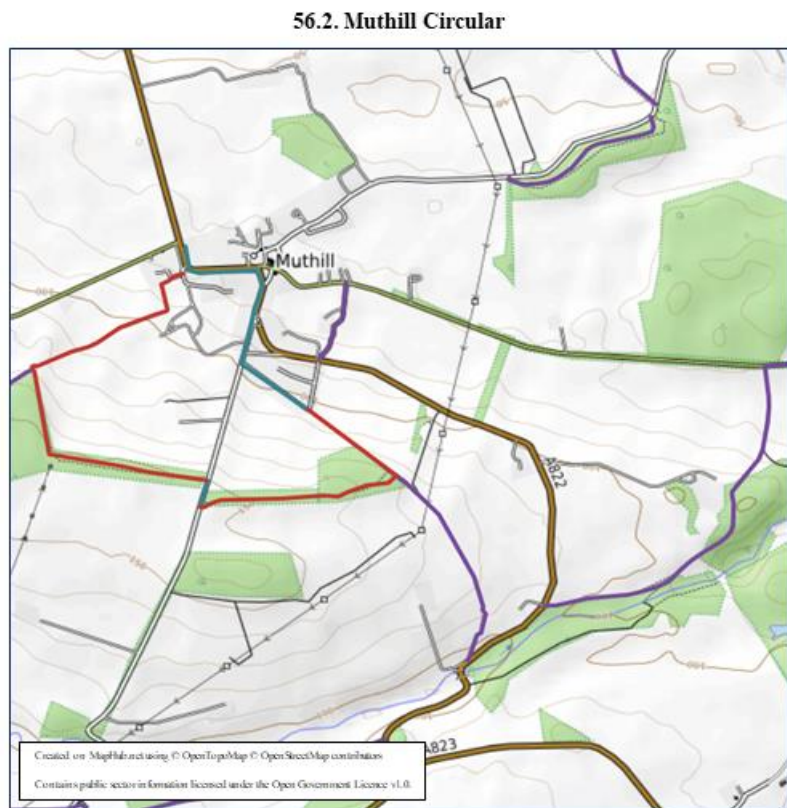 56.2. Muthill Circular
Muthill
A822
A823
100
Created on MapHub.net using © OpenTopoMap © OpenStreetMap contributors
Contains public sector information licensed under the Open Government Licence v1.0.